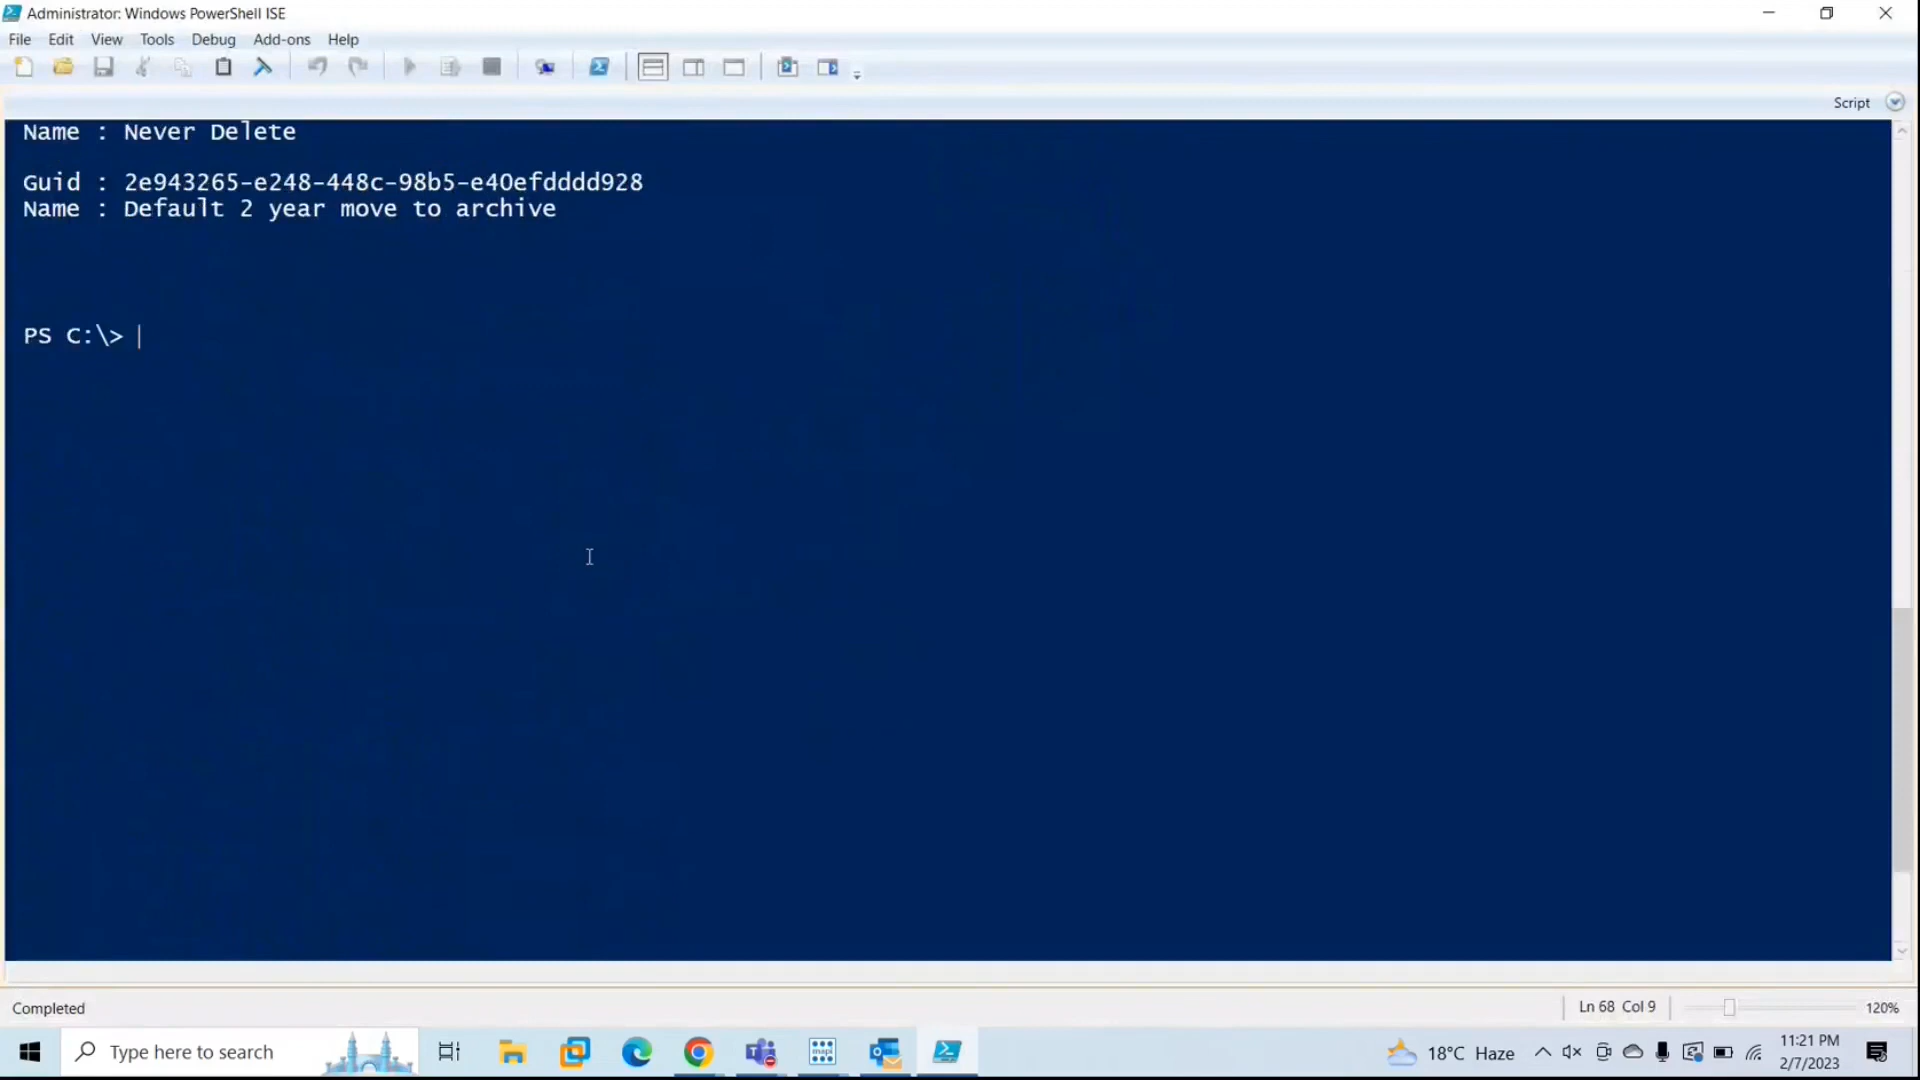 Administrator: Windows PowerShell ISE
File Edit View Tools Debug Add-ons Help
Script
Name : Never Delete
Guid : 2e943265-e248-448c-98b5-e40efdddd928
Name : Default 2 year move to archive
PS C:\>
Completed
Ln 68 Col 9
120%
Type here to search
mapi
18°C Haze
11:21 PM
2/7/2023